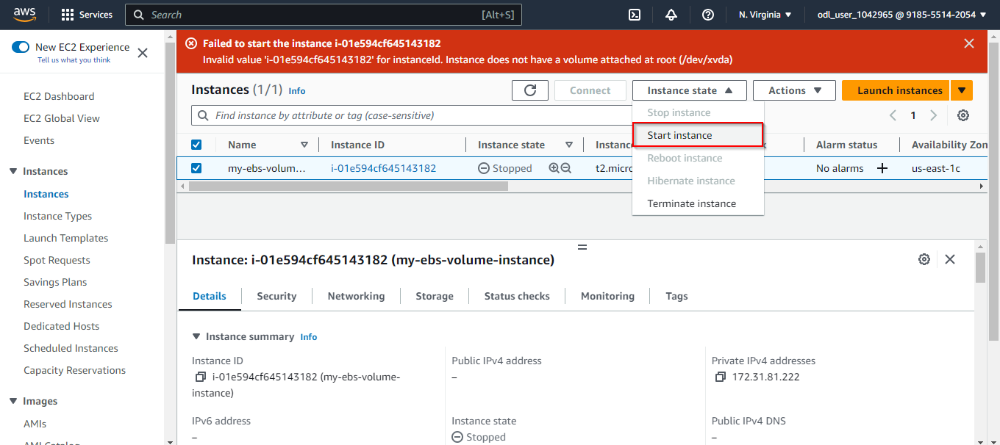 aws
Services
Search
[Alt+S]
N. Virginia
odl_user_1042965 @ 9185-5514-2054
New EC2 Experience
Tell us what you think
EC2 Dashboard
EC2 Global View
Events
Instances
Instances
Instance Types
Launch Templates
Spot Requests
Savings Plans
Reserved Instances
Dedicated Hosts
Scheduled Instances
Capacity Reservations
Images
AMIs
AMI Catalog
Failed to start the instance i-01e594cf645143182
Invalid value 'i-01e594cf645143182' for instanceId. Instance does not have a volume attached at root (/dev/xvda)
Instances (1/1) Info
Connect
Instance state
Actions
Launch instances
Find instance by attribute or tag (case-sensitive)
1
Stop instance
Start instance
Reboot instance
Hibernate instance
Terminate instance
Name
Instance ID
Instance state
Instanc
Alarm status
Availability Zon
my-ebs-volum...
i-01e594cf645143182
Stopped
t2.micro
No alarms
us-east-1c
Instance: i-01e594cf645143182 (my-ebs-volume-instance)
Details
Security
Networking
Storage
Status checks
Monitoring
Tags
Instance summary Info
Instance ID
i-01e594cf645143182 (my-ebs-volume-
instance)
Public IPv4 address
–
Private IPv4 addresses
172.31.81.222
IPv6 address
–
Instance state
Stopped
Public IPv4 DNS
–